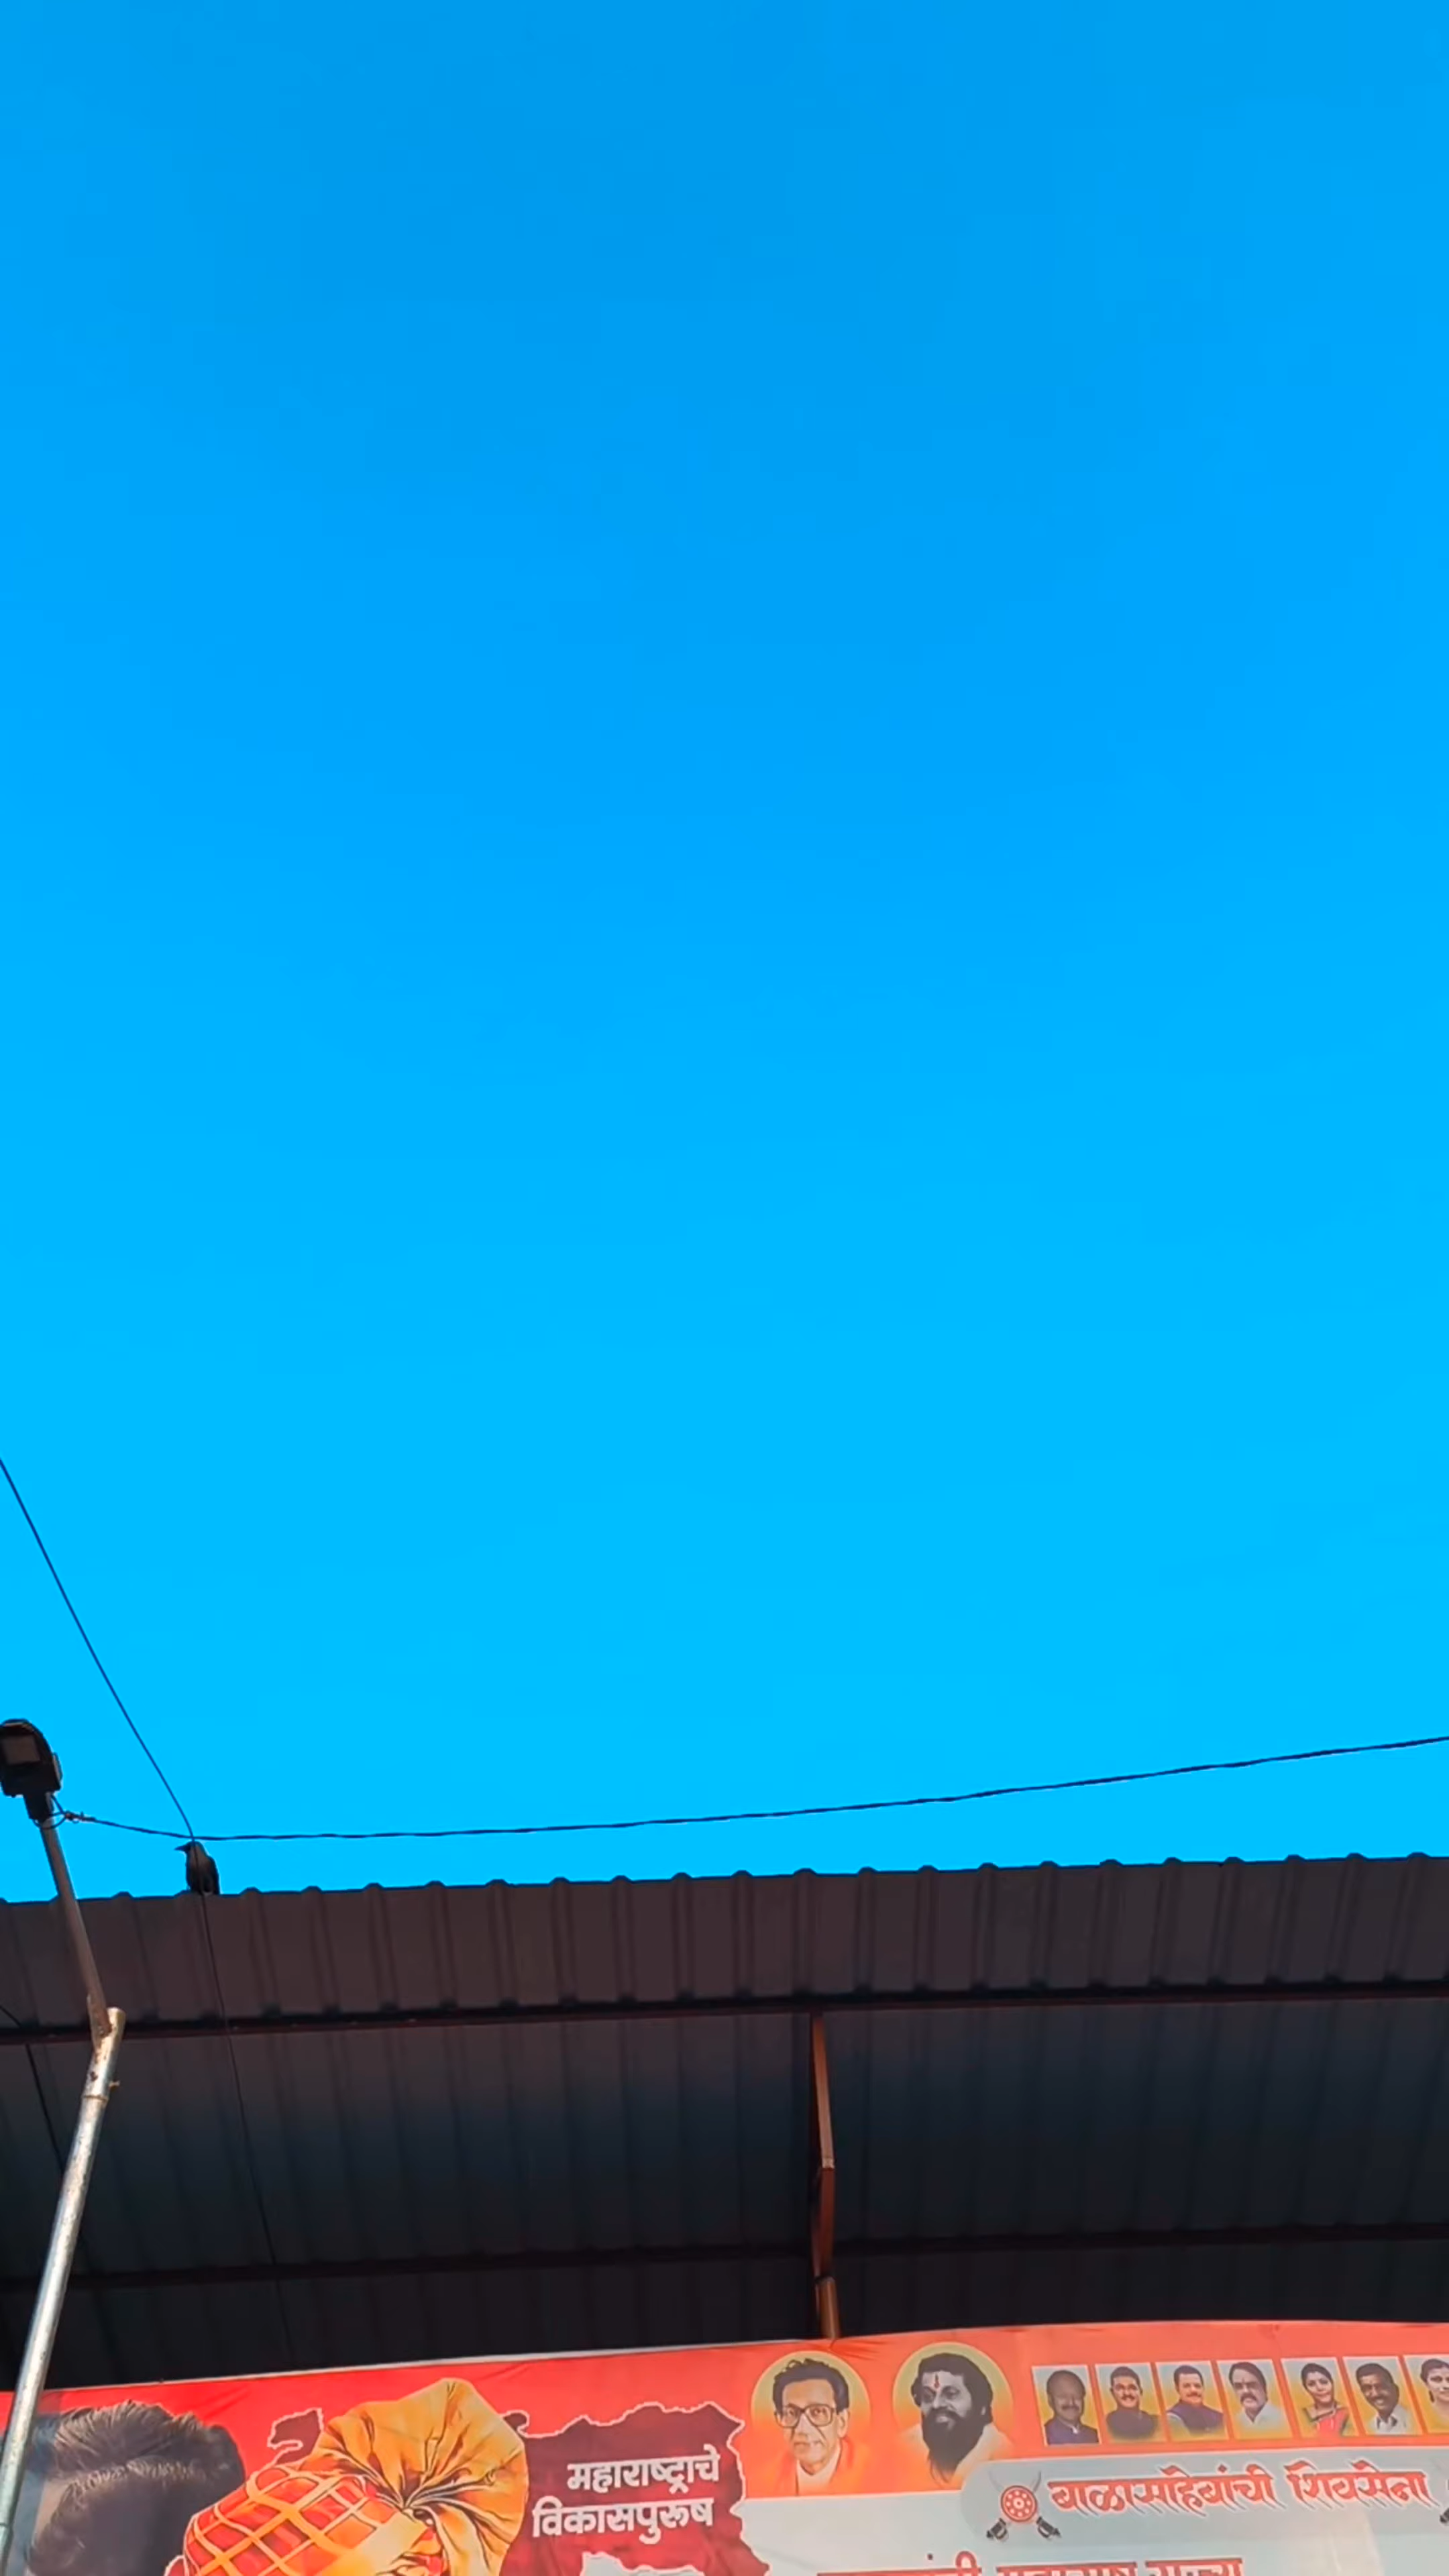 महाराष्ट्राचे
विकासपुरूष
बाळासाहेबांची शिवसेना